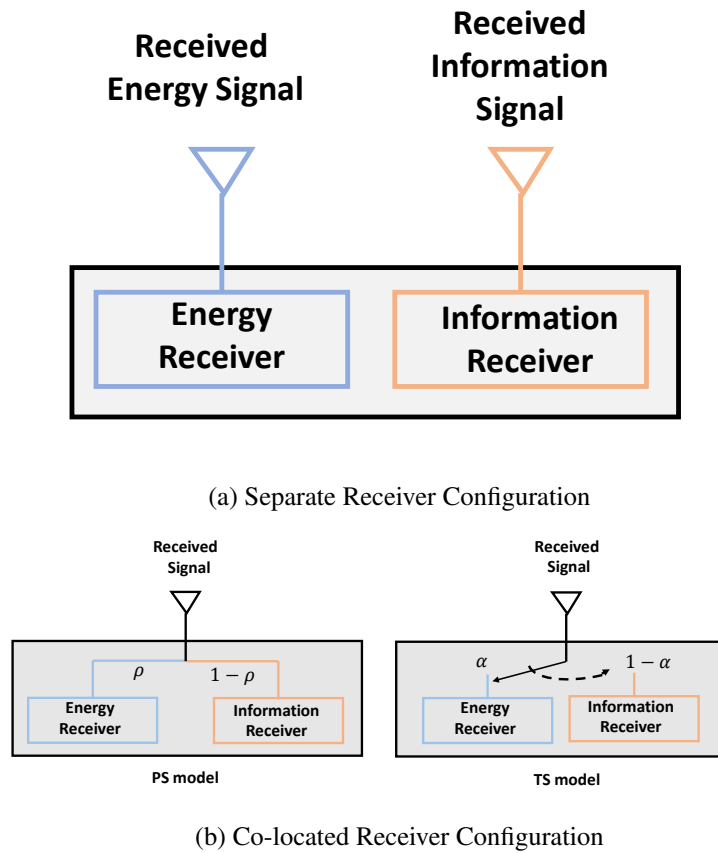 Received
Energy Signal
Received
Information
Signal
Energy
Receiver
Information
Receiver
(a) Separate Receiver Configuration
Received
Signal
ρ
1 − ρ
Energy
Receiver
Information
Receiver
PS model
Received
Signal
α
1 − α
Energy
Receiver
Information
Receiver
TS model
(b) Co-located Receiver Configuration